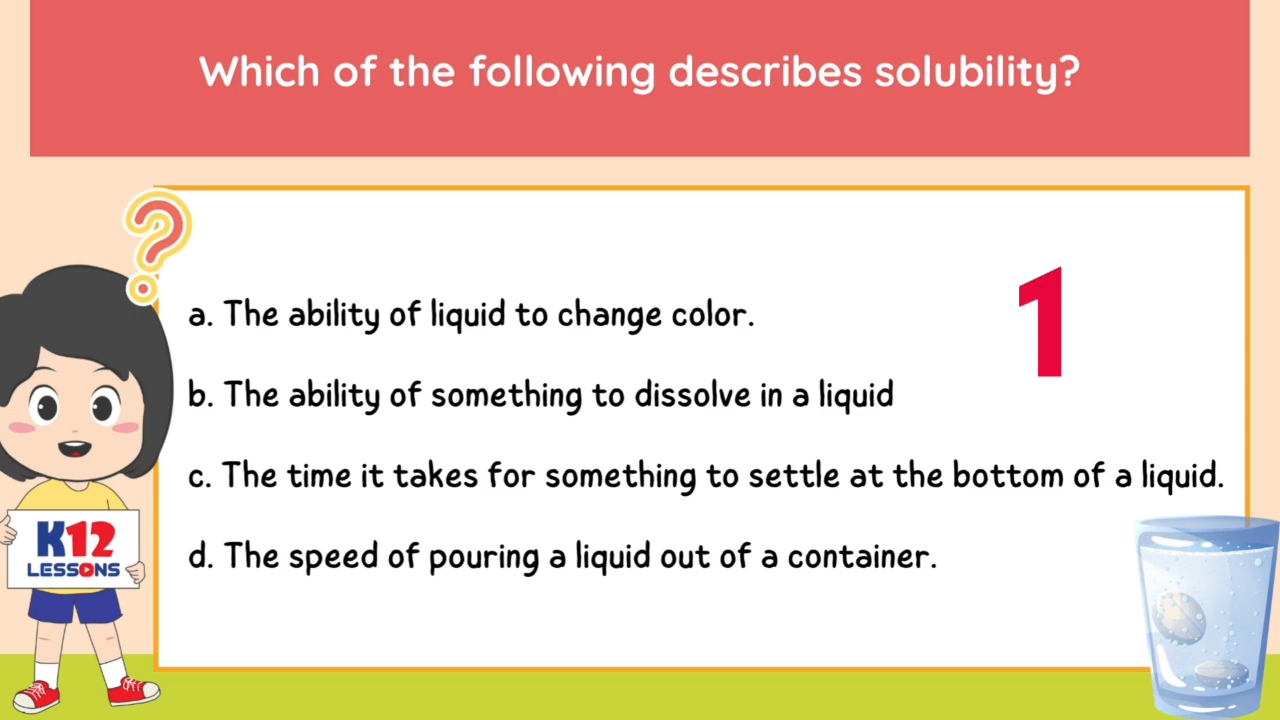 Which of the following describes solubility?
a. The ability of liquid to change color.
1
b. The ability of something to dissolve in a liquid
c. The time it takes for something to settle at the bottom of a liquid.
d. The speed of pouring a liquid out of a container.
K12
LESSONS